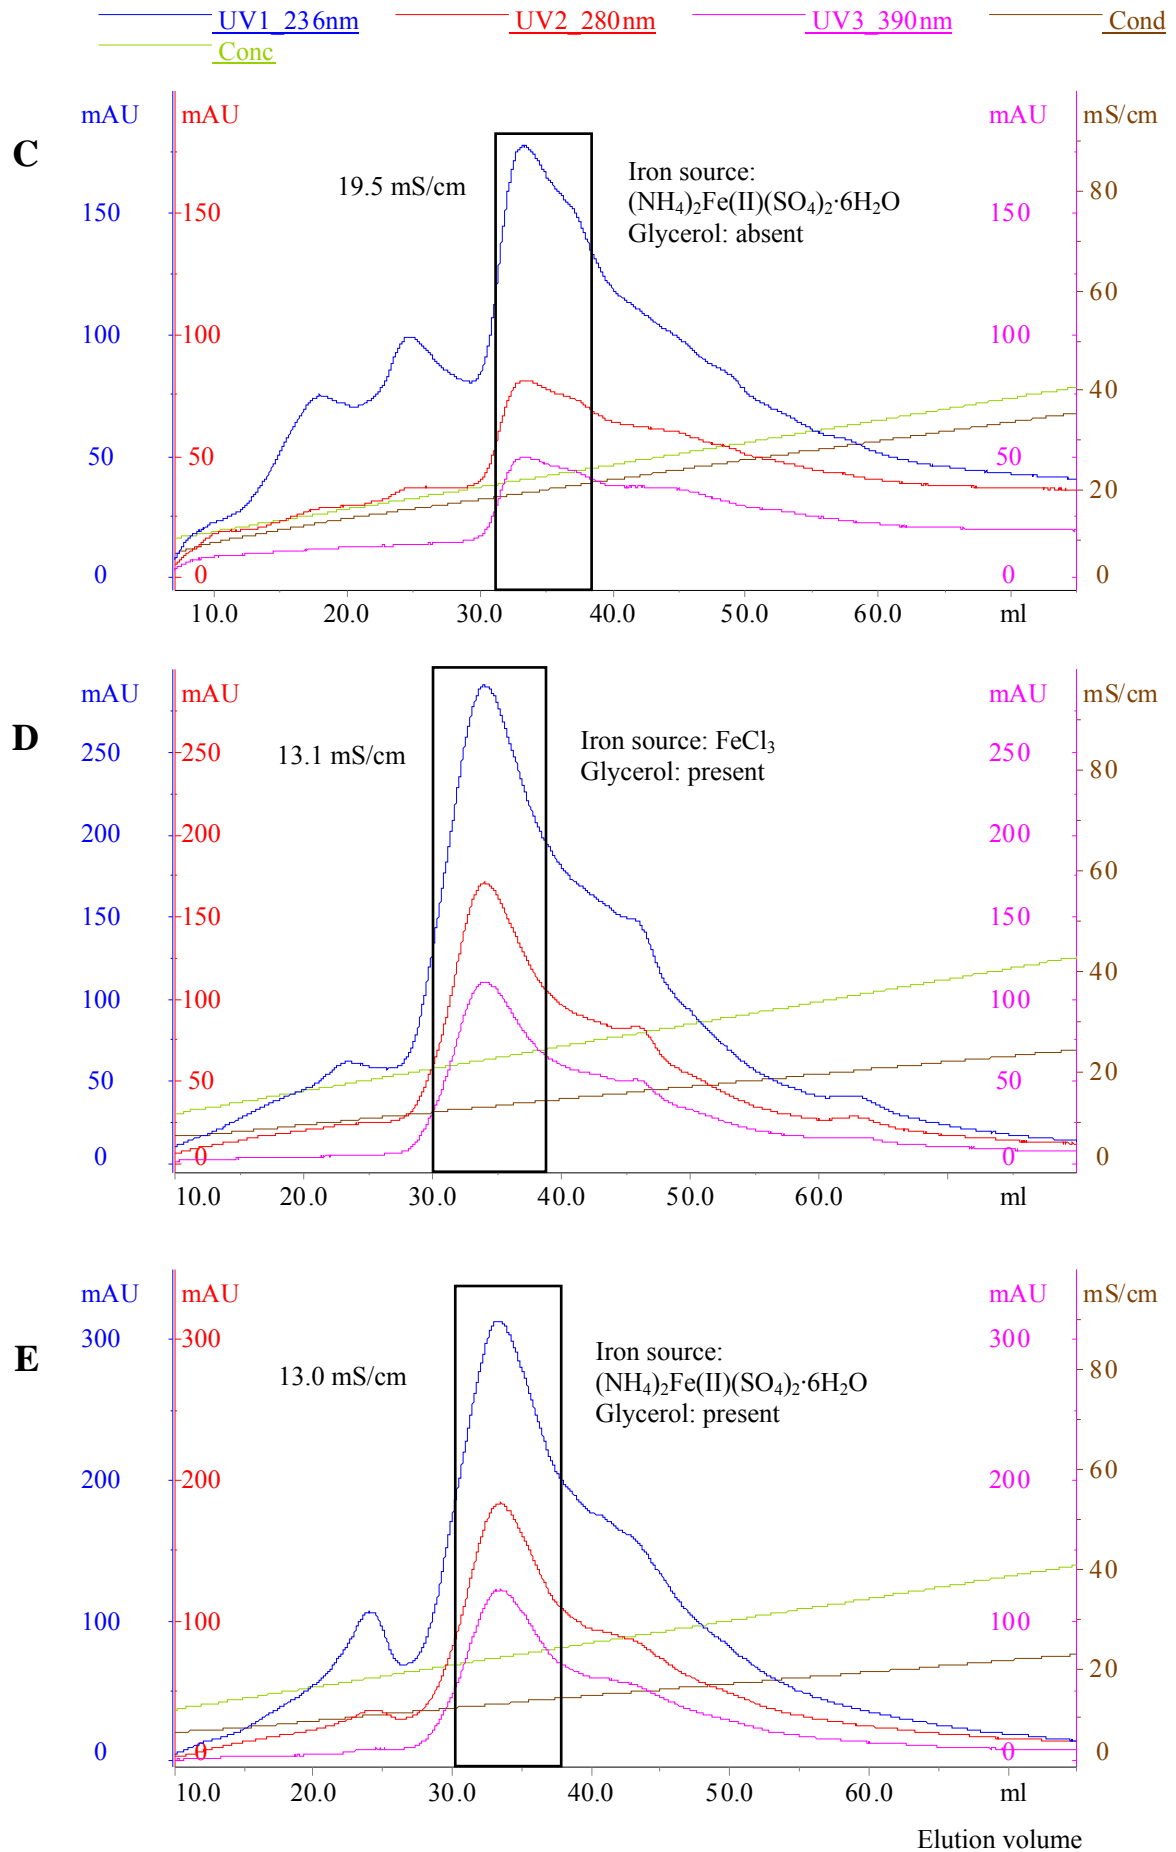 UV1_236nm UV2_280nm UV3_390nm Cond
Conc
C
mAU mAU mAU mS/cm
19.5 mS/cm
Iron source:
(NH₄)₂Fe(II)(SO₄)₂·6H₂O
Glycerol: absent
150 150 150 80
100 100 100 60
50 50 50 40
20
0 0 0 0
10.0 20.0 30.0 40.0 50.0 60.0 ml
D
mAU mAU mAU mS/cm
13.1 mS/cm
Iron source: FeCl₃
Glycerol: present
250 250 250 80
200 200 200 60
150 150 150
100 100 100 40
50 50 50 20
0 0 0 0
10.0 20.0 30.0 40.0 50.0 60.0 ml
E
mAU mAU mAU mS/cm
13.0 mS/cm
Iron source:
(NH₄)₂Fe(II)(SO₄)₂·6H₂O
Glycerol: present
300 300 300 80
200 200 200 60
100 100 100 40
20
0 0 0 0
10.0 20.0 30.0 40.0 50.0 60.0 ml
Elution volume